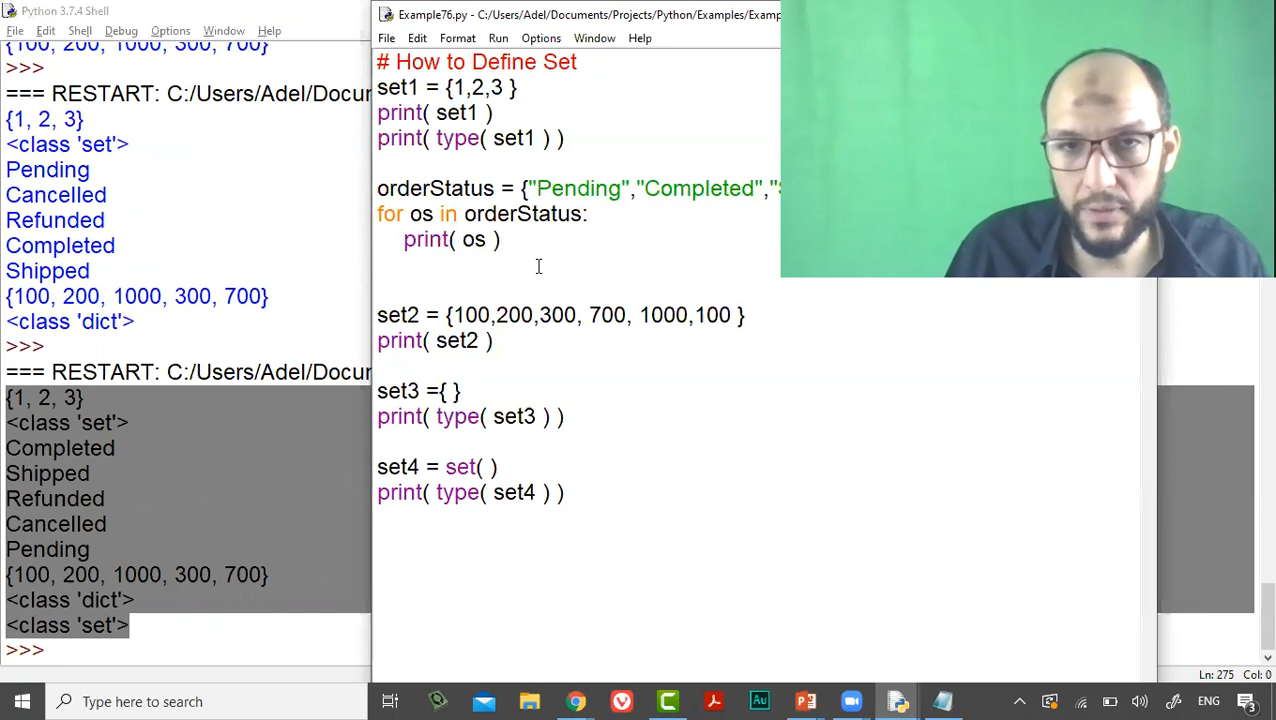 Python 3.7.4 Shell
File Edit Shell Debug Options Window Help
{100, 200, 1000, 300, 700}
>>>
=== RESTART: C:/Users/Adel/Docu
{1, 2, 3}
<class 'set'>
Pending
Cancelled
Refunded
Completed
Shipped
{100, 200, 1000, 300, 700}
<class 'dict'>
>>>
=== RESTART: C:/Users/Adel/Docu
{1, 2, 3}
<class 'set'>
Completed
Shipped
Refunded
Cancelled
Pending
{100, 200, 1000, 300, 700}
<class 'dict'>
<class 'set'>
>>>
Example76.py - C:/Users/Adel/Documents/Projects/Python/Examples/Examp
File Edit Format Run Options Window Help
# How to Define Set
set1 = {1,2,3 }
print( set1 )
print( type( set1 ) )
orderStatus = {"Pending","Completed","
for os in orderStatus:
print( os )
set2 = {100,200,300, 700, 1000,100 }
print( set2 )
set3 ={ }
print( type( set3 ) )
set4 = set( )
print( type( set4 ) )
Ln: 275 Col: 0
Type here to search
ENG